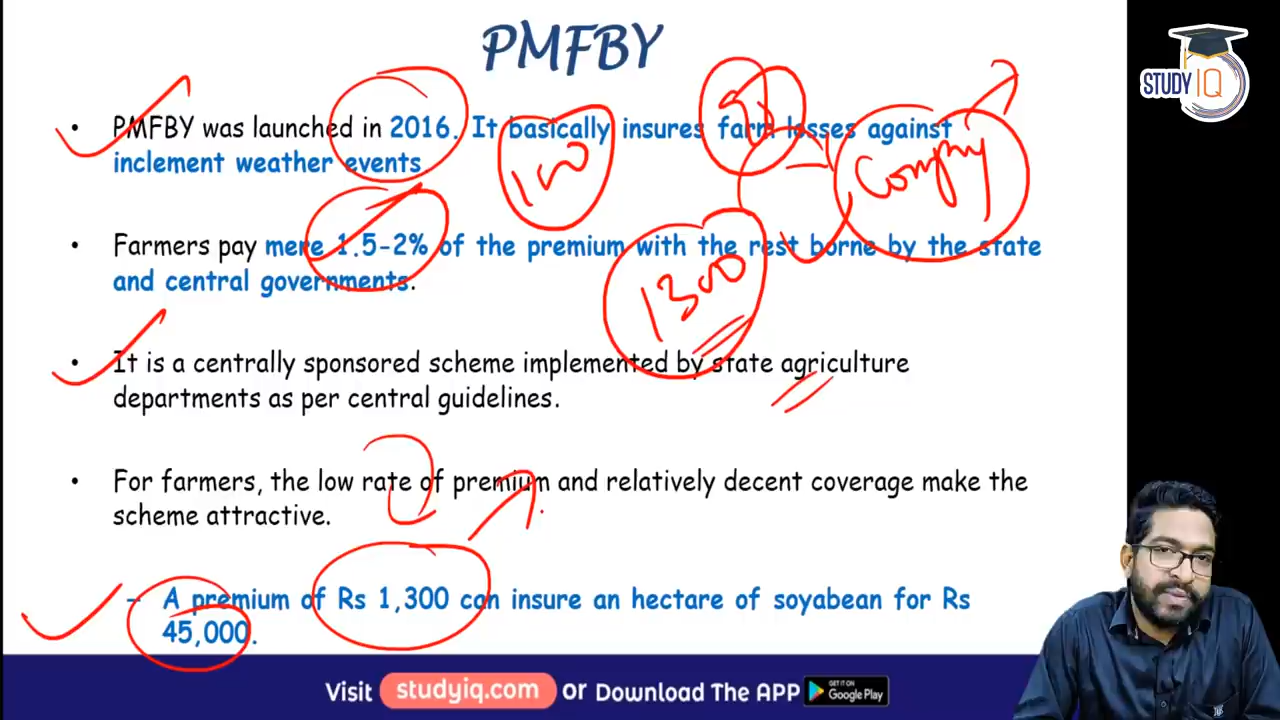 PMFBY
STUDY IQ
• PMFBY was launched in 2016. It basically insures farm losses against
inclement weather events.
100
Company
• Farmers pay mere 1.5-2% of the premium with the rest borne by the state
and central governments.
1300
• It is a centrally sponsored scheme implemented by state agriculture
departments as per central guidelines.
• For farmers, the low rate of premium and relatively decent coverage make the
scheme attractive.
– A premium of Rs 1,300 can insure an hectare of soyabean for Rs
45,000.
Visit studyiq.com or Download The APP GET IT ON Google Play